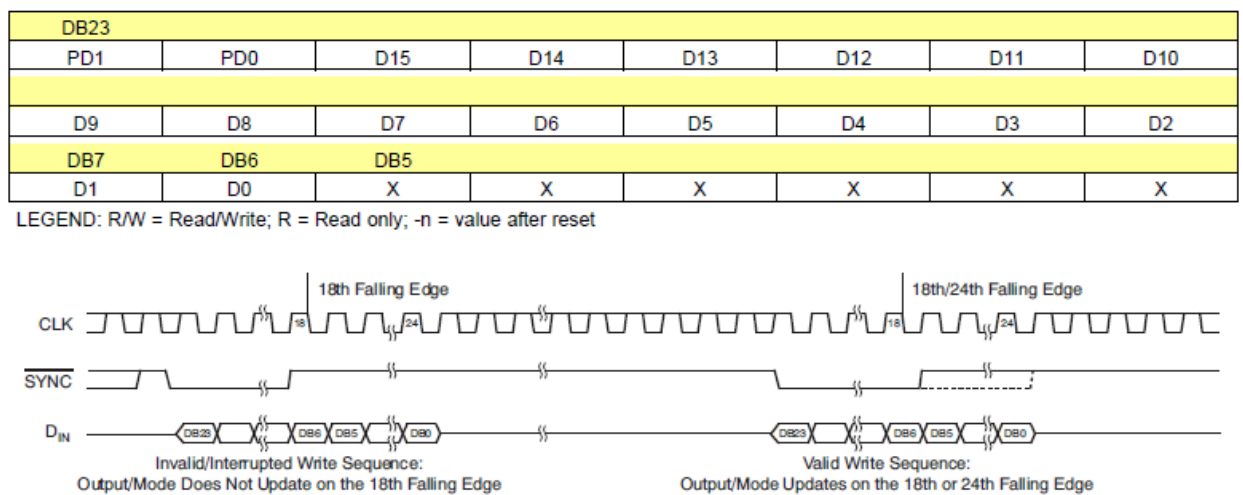 DB23
PD1 PD0 D15 D14 D13 D12 D11 D10
D9 D8 D7 D6 D5 D4 D3 D2
DB7 DB6 DB5
D1 D0 X X X X X X
LEGEND: R/W = Read/Write; R = Read only; -n = value after reset
18th Falling Edge 18th/24th Falling Edge
CLK 18 24 18 24
SYNC
DIN DB23 DB6 DB5 DB0 DB23 DB6 DB5 DB0
Invalid/Interrupted Write Sequence: Valid Write Sequence:
Output/Mode Does Not Update on the 18th Falling Edge Output/Mode Updates on the 18th or 24th Falling Edge